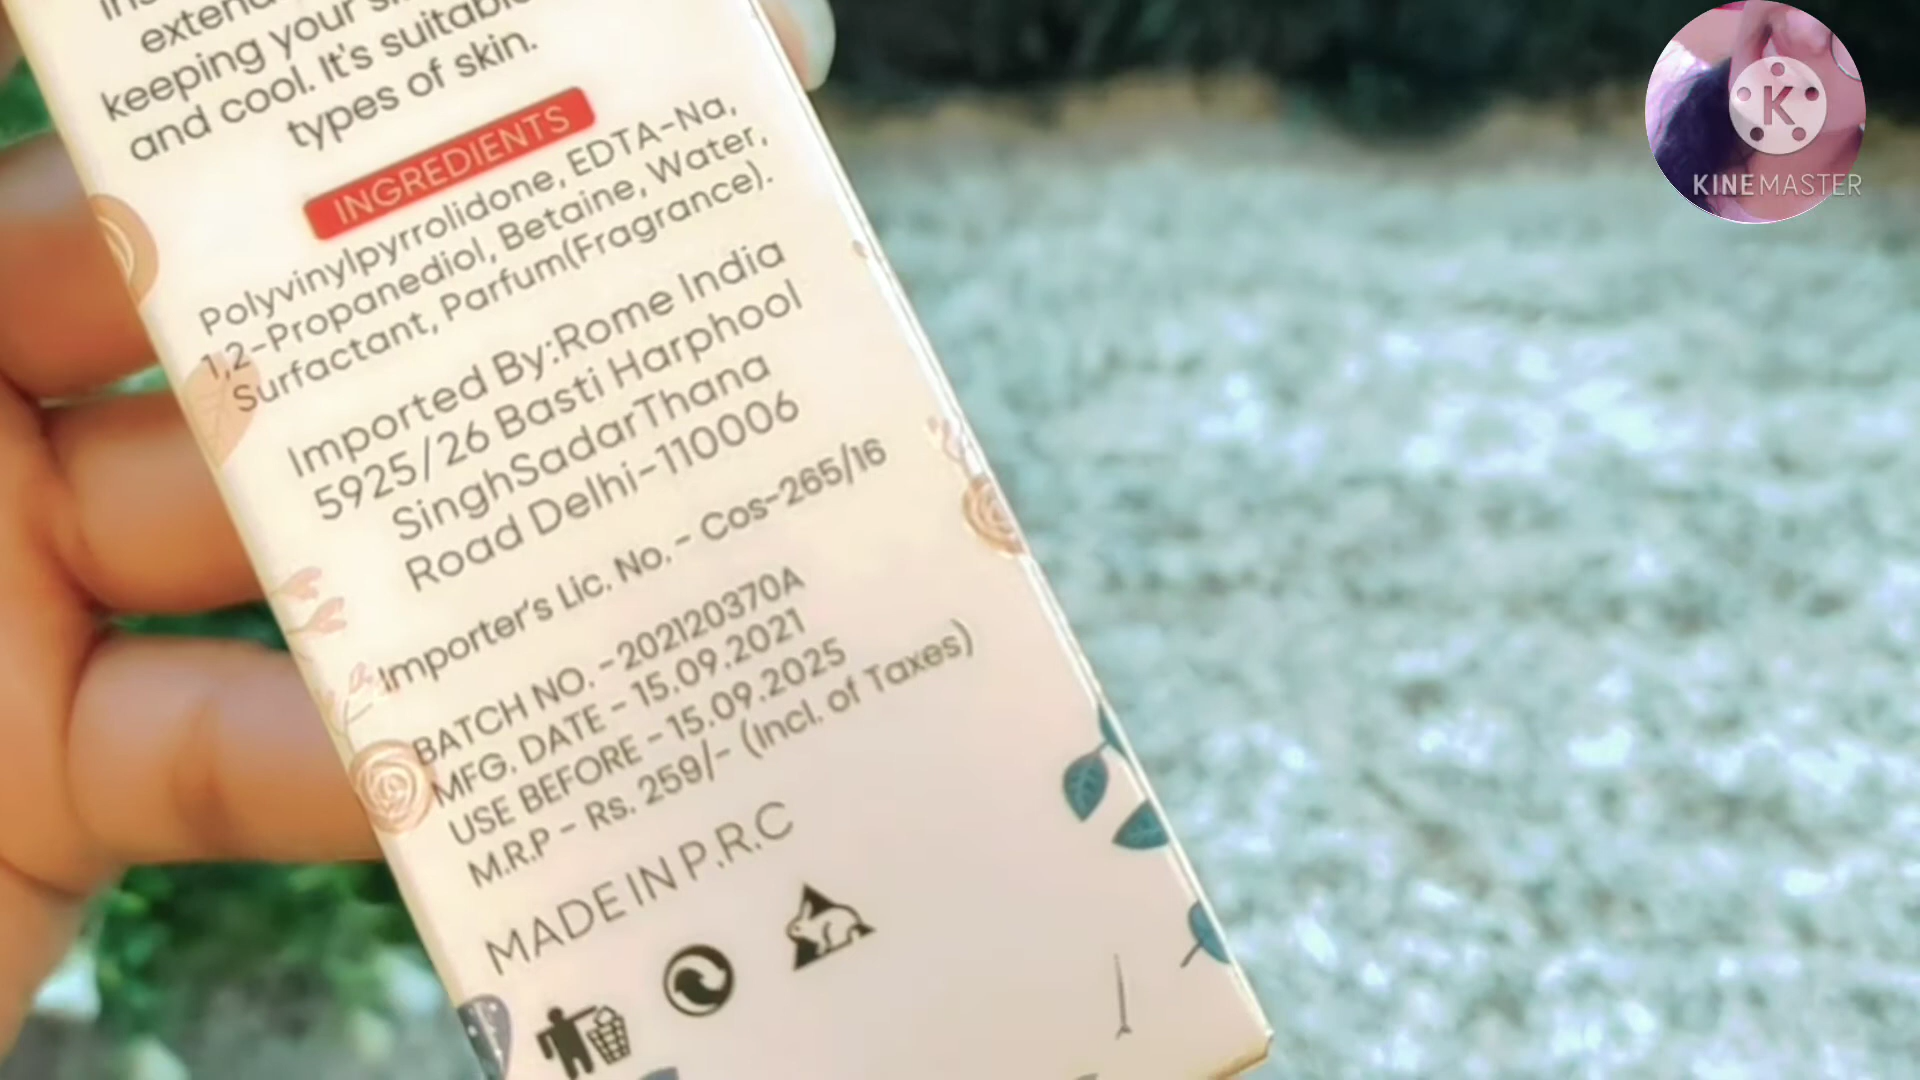 extend
keeping your
and cool. It's suitable
types of skin.
INGREDIENTS
Polyvinylpyrrolidone, EDTA-Na,
1,2-Propanediol, Betaine, Water,
Surfactant, Parfum(Fragrance).
Imported By:Rome India
5925/26 Basti Harphool
SinghSadarThana
Road Delhi-110006
Importer's Lic. No. - Cos-265/16
BATCH NO. -202120370A
MFG. DATE - 15.09.2021
USE BEFORE - 15.09.2025
M.R.P - Rs. 259/- (Incl. of Taxes)
MADE IN P.R.C
K
KINEMASTER